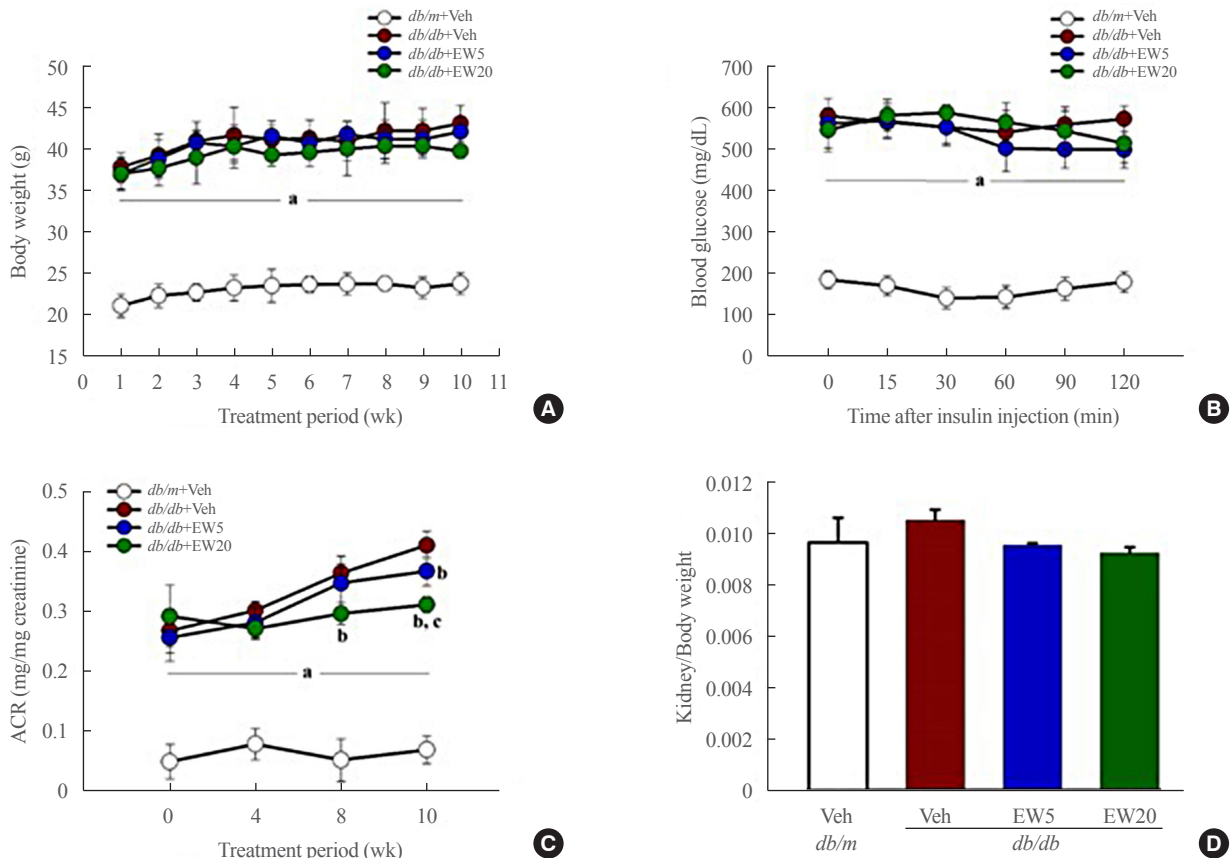 db/m+Veh
db/db+Veh
db/db+EW5
db/db+EW20
50
45
40
35
30
25
20
15
Body weight (g)
a
0 1 2 3 4 5 6 7 8 9 10 11
Treatment period (wk)
A
db/m+Veh
db/db+Veh
db/db+EW5
db/db+EW20
700
600
500
400
300
200
100
0
Blood glucose (mg/dL)
a
0 15 30 60 90 120
Time after insulin injection (min)
B
db/m+Veh
db/db+Veh
db/db+EW5
db/db+EW20
0.5
0.4
0.3
0.2
0.1
0
ACR (mg/mg creatinine)
b
b
b, c
a
0 4 8 10
Treatment period (wk)
C
0.012
0.010
0.008
0.006
0.004
0.002
0
Kidney/Body weight
Veh Veh EW5 EW20
db/m db/db
D